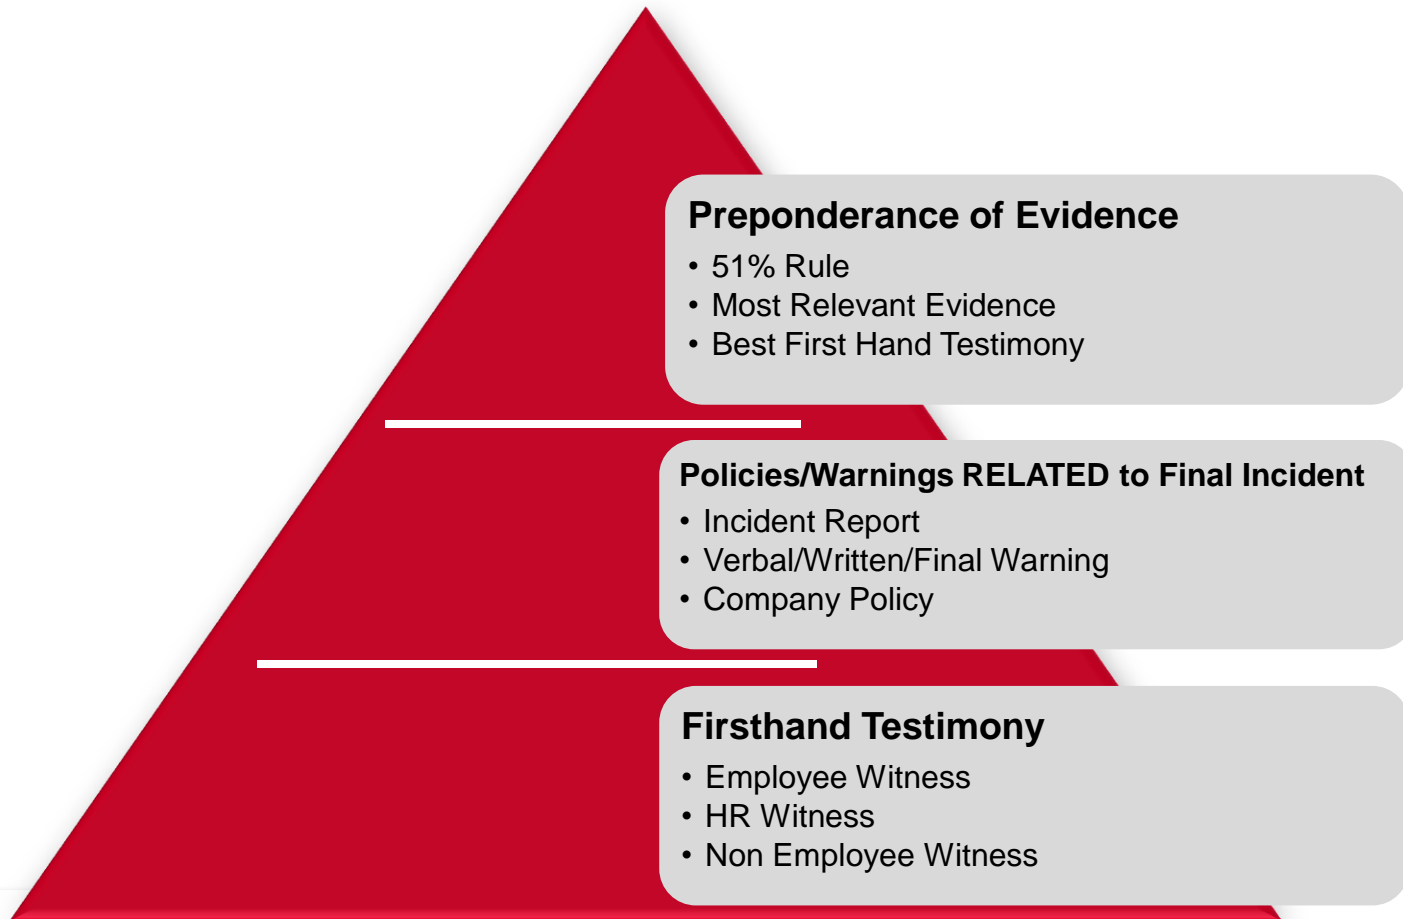 Preponderance of Evidence
• 51% Rule
• Most Relevant Evidence
• Best First Hand Testimony
Policies/Warnings RELATED to Final Incident
• Incident Report
• Verbal/Written/Final Warning
• Company Policy
Firsthand Testimony
• Employee Witness
• HR Witness
• Non Employee Witness